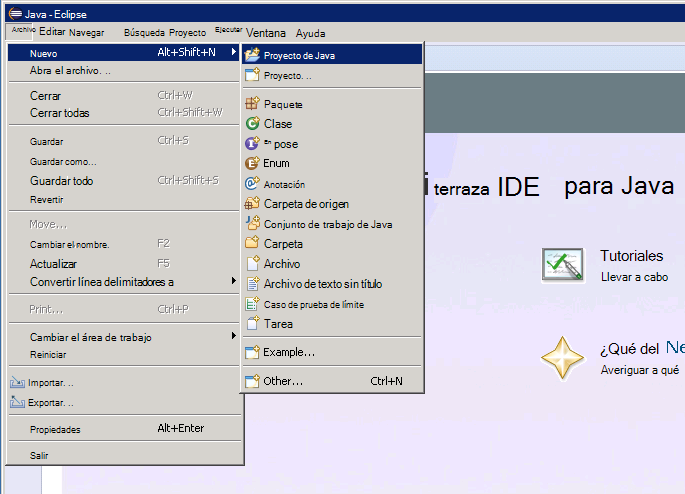 Java - Eclipse
Archivo Editar Navegar Búsqueda Proyecto Ejecutar Ventana Ayuda
Nuevo Alt+Shift+N
Abra el archivo. ..
Cerrar Ctrl+W
Cerrar todas Ctrl+Shift+W
Guardar Ctrl+S
Guardar como...
Guardar todo Ctrl+Shift+S
Revertir
Move...
Cambiar el nombre. F2
Actualizar F5
Convertir línea delimitadores a
Print... Ctrl+P
Cambiar el área de trabajo
Reiniciar
Importar. ..
Exportar. ..
Propiedades Alt+Enter
Salir
Proyecto de Java
Proyecto. ..
Paquete
Clase
En pose
Enum
Anotación
Carpeta de origen
Conjunto de trabajo de Java
Carpeta
Archivo
Archivo de texto sin título
Caso de prueba de límite
Tarea
Example...
Other... Ctrl+N
terraza IDE para Java
Tutoriales
Llevar a cabo
¿Qué del Ne
Averiguar a qué